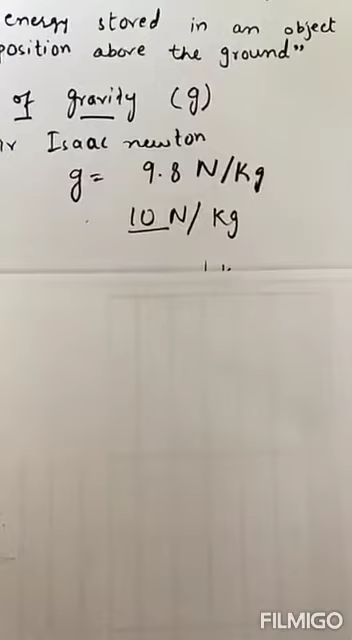 energy stored in an object
position above the ground"
of gravity (g)
Isaac newton
g= 9.8 N/Kg
10 N/ Kg
FILMIGO